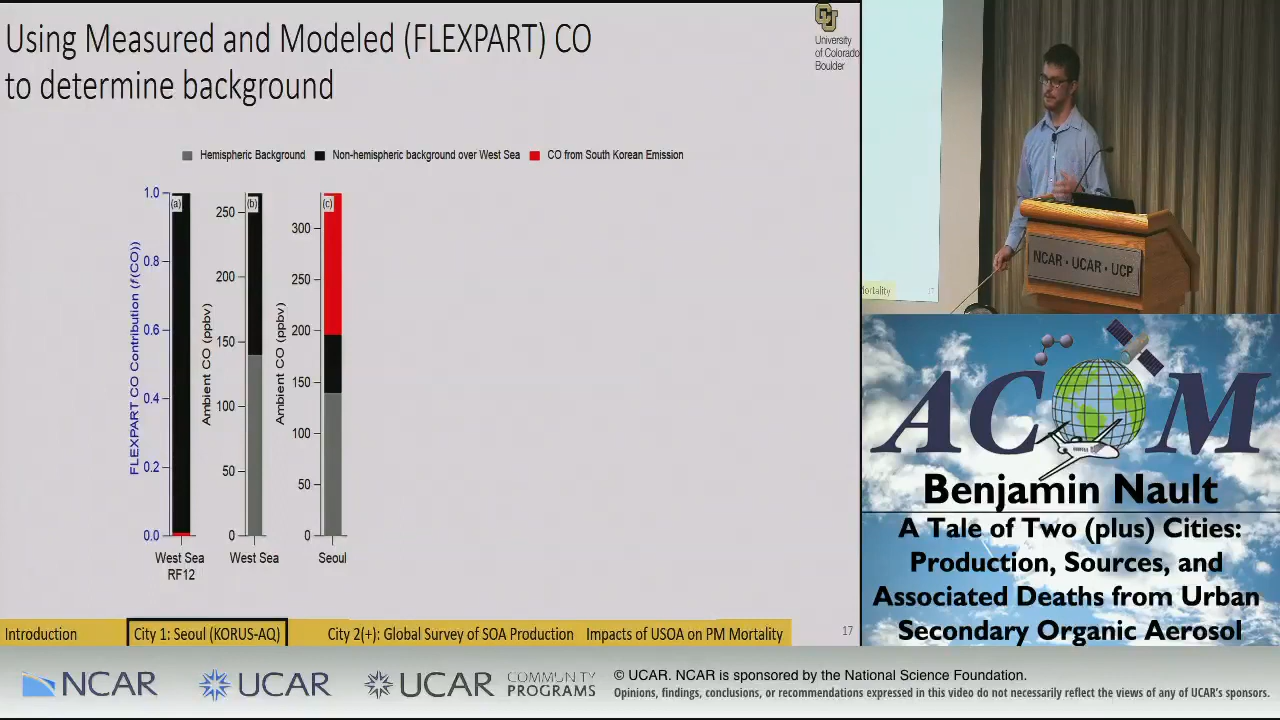 Using Measured and Modeled (FLEXPART) CO
to determine background
University
of Colorado
Boulder
Hemispheric Background
Non-hemispheric background over West Sea
CO from South Korean Emission
FLEXPART CO Contribution (f(CO))
1.0
0.8
0.6
0.4
0.2
0.0
(a)
West Sea
RF12
Ambient CO (ppbv)
250
200
150
100
50
0
(b)
West Sea
Ambient CO (ppbv)
300
250
200
150
100
50
0
(c)
Seoul
Introduction
City 1: Seoul (KORUS-AQ)
City 2(+): Global Survey of SOA Production
Impacts of USOA on PM Mortality
17
Mortality
17
NCAR • UCAR • UCP
ACOM
Benjamin Nault
A Tale of Two (plus) Cities:
Production, Sources, and
Associated Deaths from Urban
Secondary Organic Aerosol
NCAR
UCAR
UCAR
COMMUNITY
PROGRAMS
© UCAR. NCAR is sponsored by the National Science Foundation.
Opinions, findings, conclusions, or recommendations expressed in this video do not necessarily reflect the views of any of UCAR's sponsors.